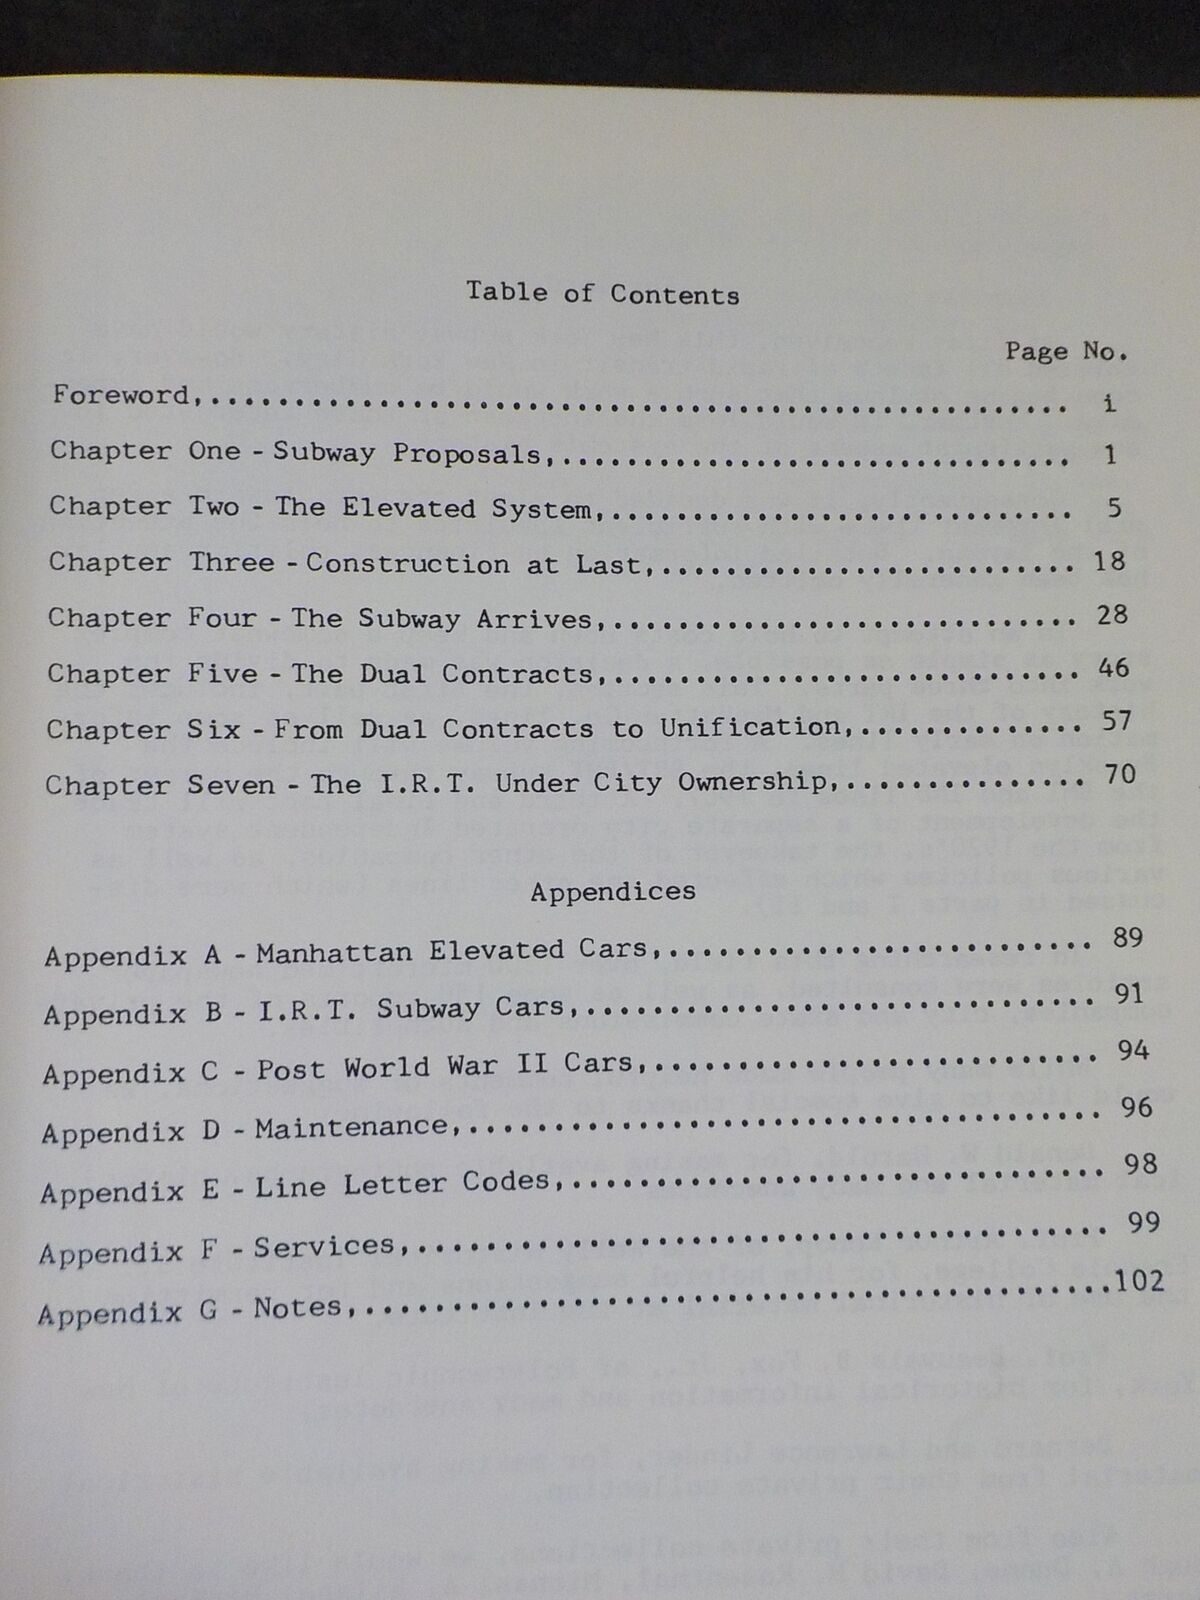 Table of Contents
Page No.
Foreword,............................................................... i
Chapter One - Subway Proposals,............................... 1
Chapter Two - The Elevated System,............................ 5
Chapter Three - Construction at Last,......................... 18
Chapter Four - The Subway Arrives,............................ 28
Chapter Five - The Dual Contracts,............................ 46
Chapter Six - From Dual Contracts to Unification,.............. 57
Chapter Seven - The I.R.T. Under City Ownership,............... 70
Appendices
Appendix A - Manhattan Elevated Cars,.......................... 89
Appendix B - I.R.T. Subway Cars,............................... 91
Appendix C - Post World War II Cars,........................... 94
Appendix D - Maintenance,...................................... 96
Appendix E - Line Letter Codes,................................ 98
Appendix F - Services,......................................... 99
Appendix G - Notes,............................................102